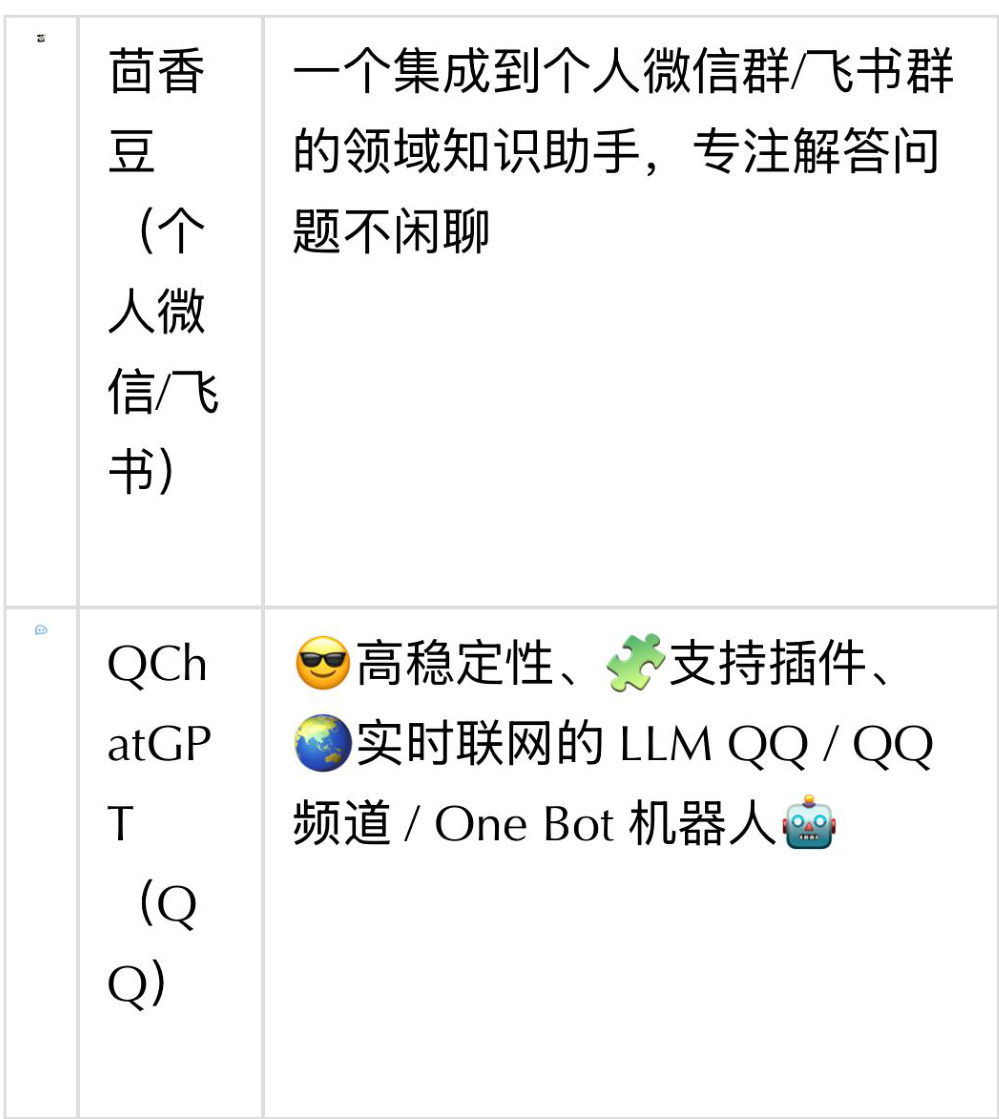 茴香
豆
（个
人微
信/飞
书）
一个集成到个人微信群/飞书群
的领域知识助手，专注解答问
题不闲聊
QCh
atGP
T
（Q
Q）
😎高稳定性、🧩支持插件、
🌏实时联网的 LLM QQ / QQ
频道 / One Bot 机器人🤖